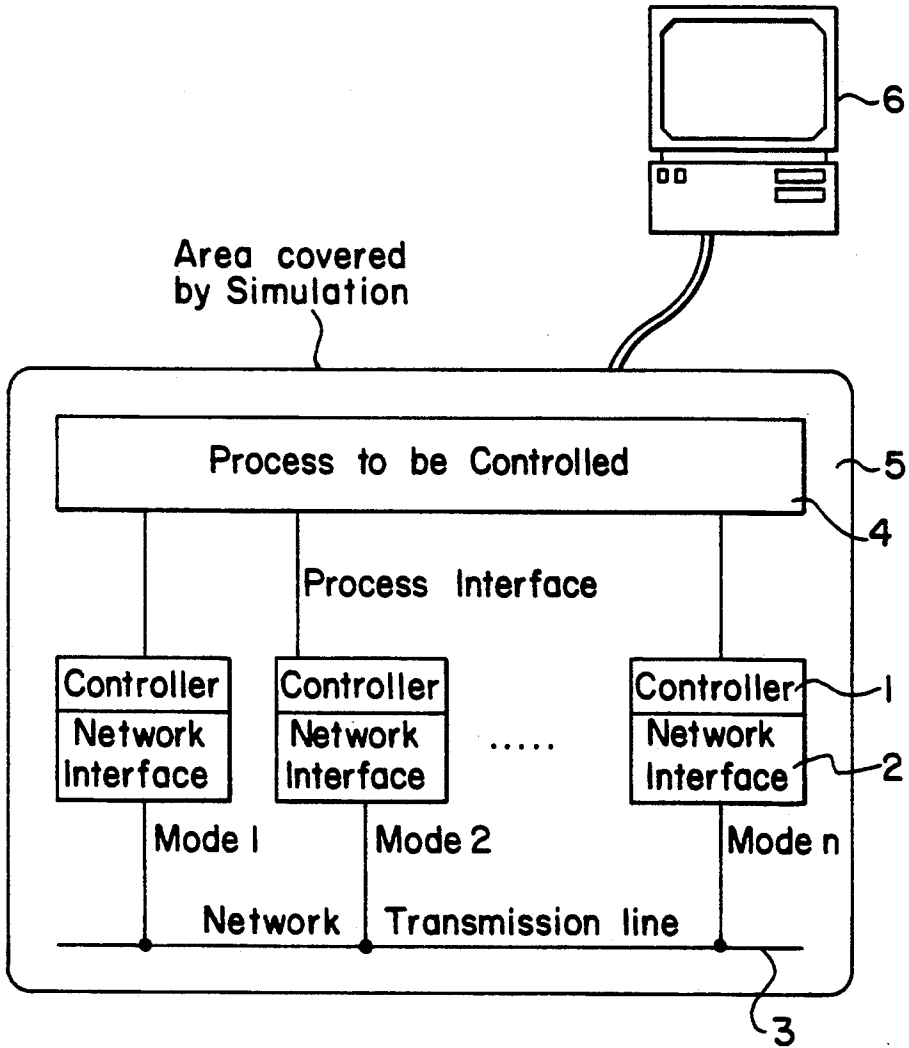 6
Area covered
by Simulation
Process to be Controlled
5
4
Process Interface
Controller
Controller
Controller
1
Network
Interface
Network
Interface
.....
Network
Interface
2
Mode 1
Mode 2
Mode n
Network Transmission line
3